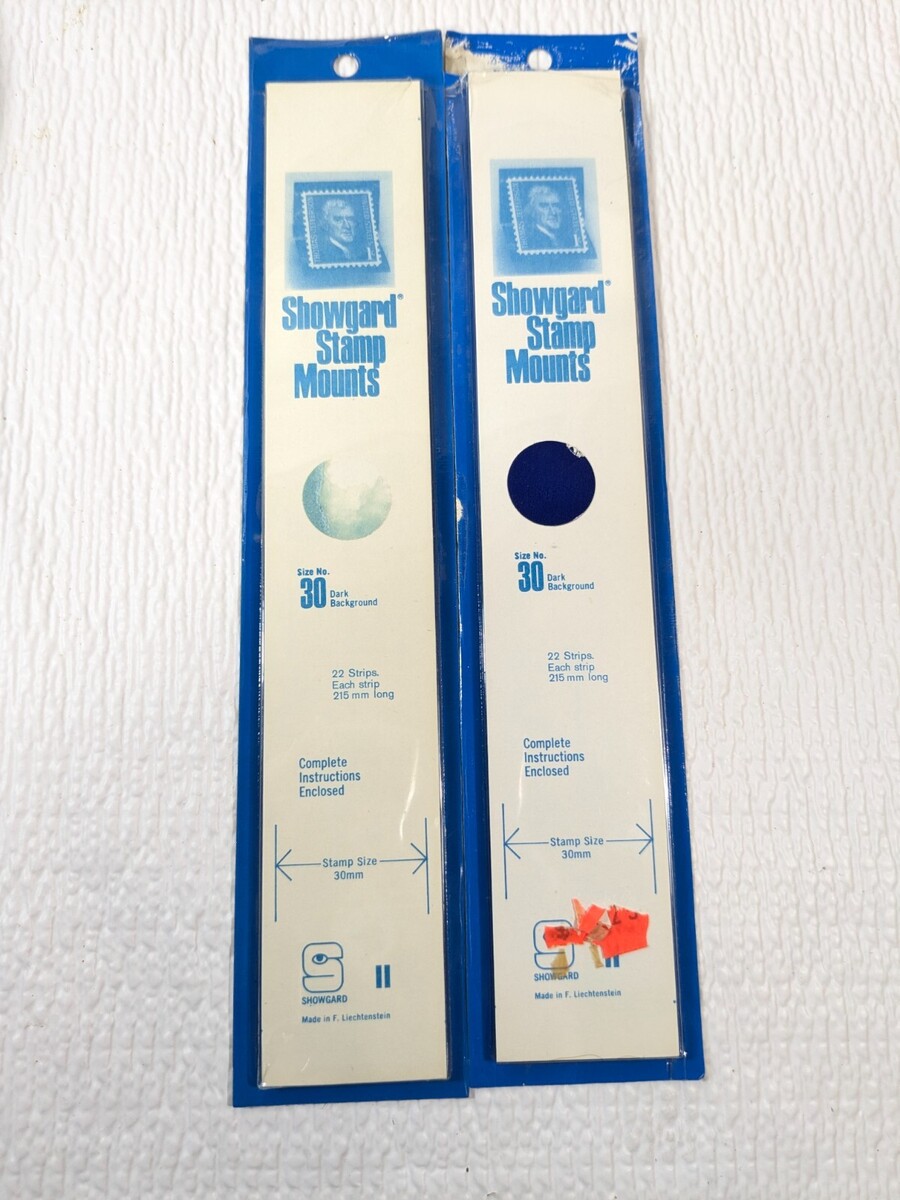 Showgard®
Stamp
Mounts
Size No.
30 Dark
Background
22 Strips.
Each strip
215 mm long
Complete
Instructions
Enclosed
Stamp Size
30mm
S
SHOWGARD
II
Made in F. Liechtenstein
Showgard®
Stamp
Mounts
Size No.
30 Dark
Background
22 Strips.
Each strip
215 mm long
Complete
Instructions
Enclosed
Stamp Size
30mm
SHOWGARD
II
Made in F. Liechtenstein